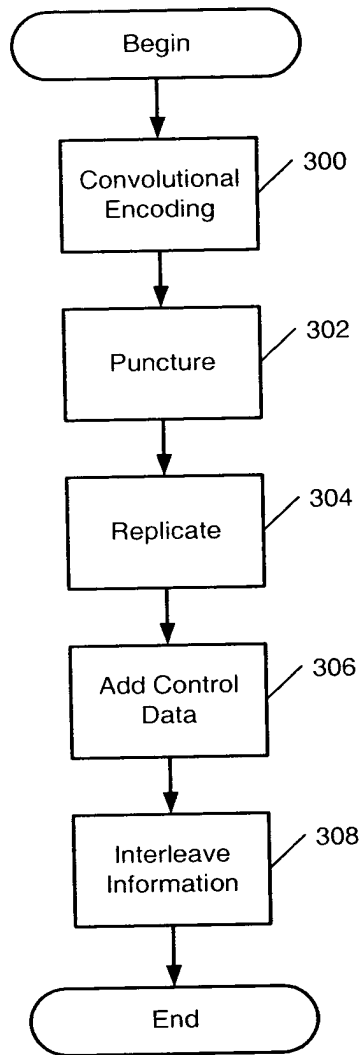 Begin
300
Convolutional
Encoding
302
Puncture
304
Replicate
306
Add Control
Data
308
Interleave
Information
End